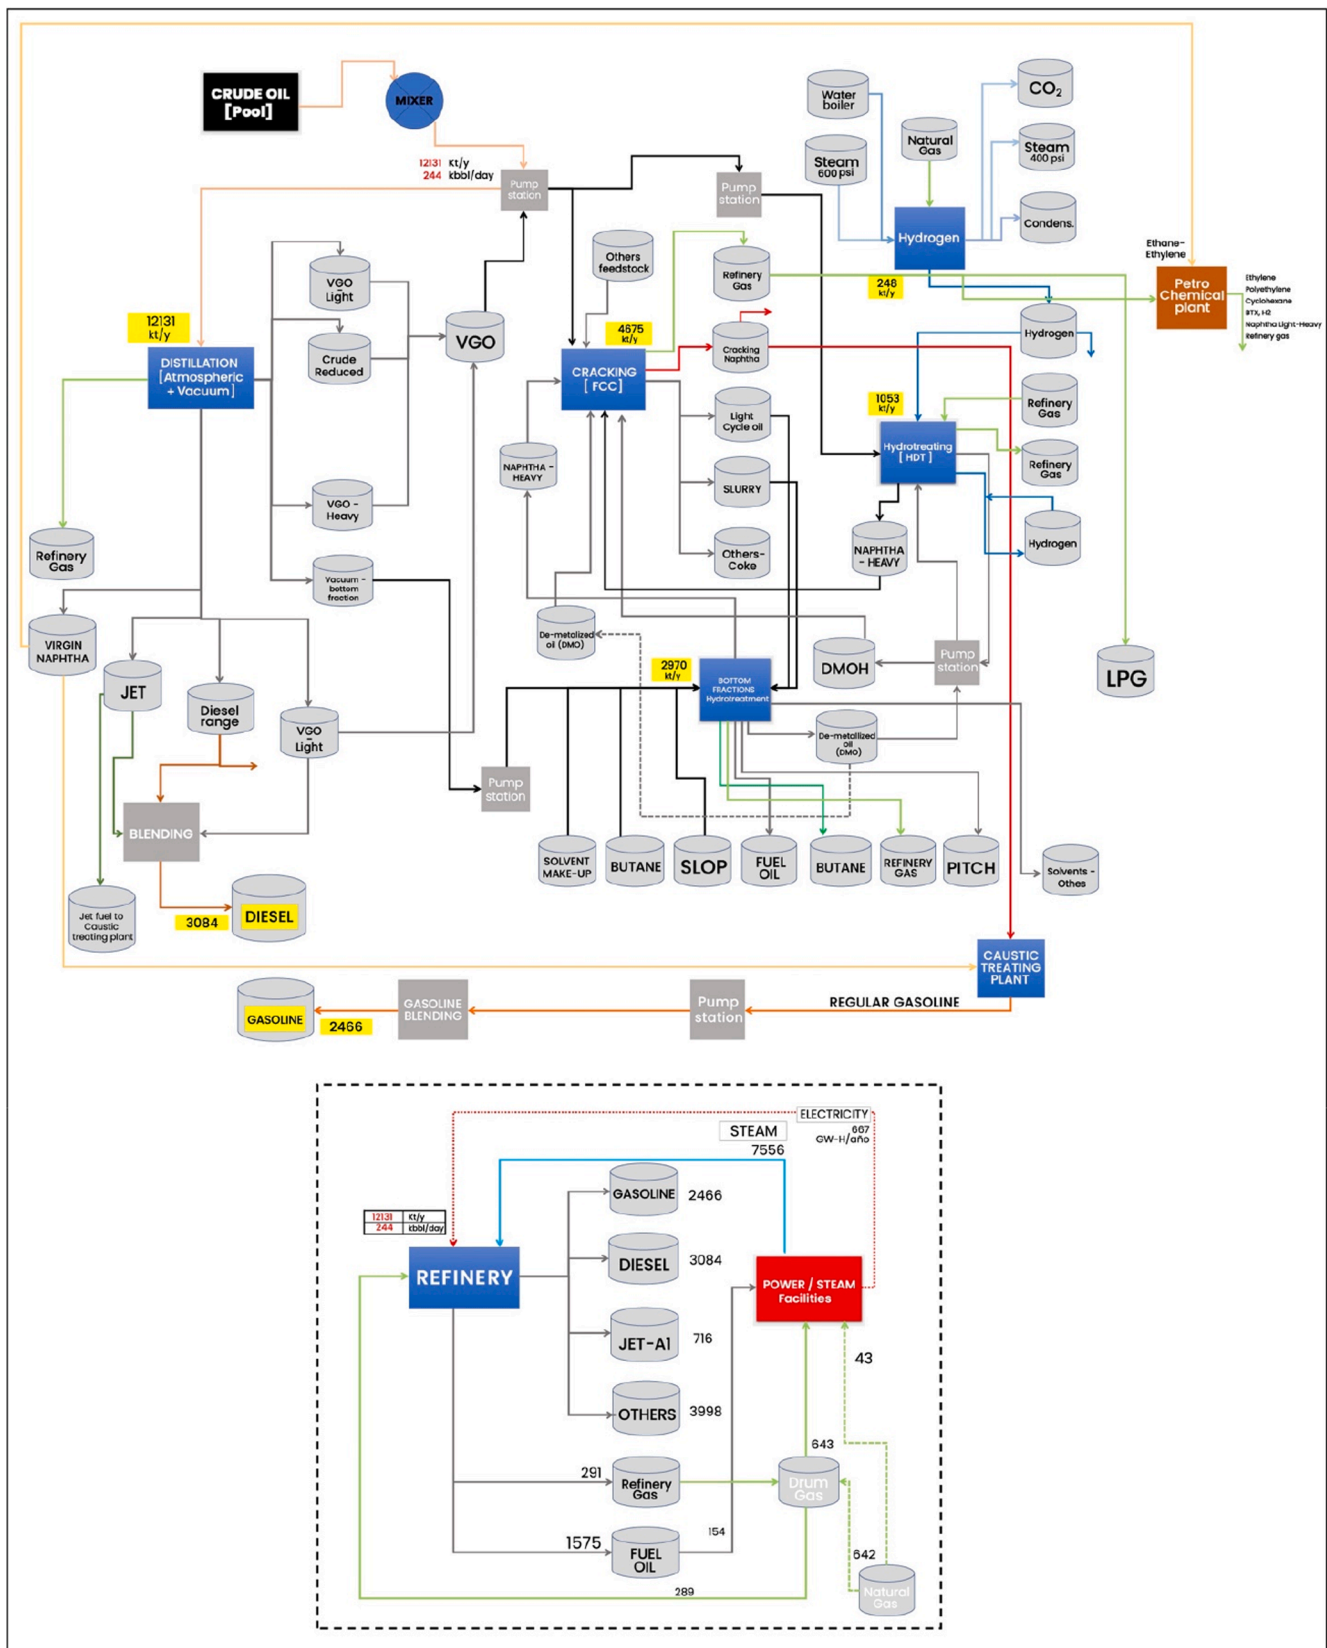 CRUDE OIL
[Pool]
MIXER
12131 Kt/y
244 kbbl/day
Pump
station
Pump
station
Water
boiler
Steam
600 psi
Natural
Gas
CO₂
Steam
400 psi
Condens.
Hydrogen
248
kt/y
Ethane-
Ethylene
Petro
Chemical
plant
Ethylene
Polyethylene
Cyclohexane
BTX, H2
Naphtha Light-Heavy
Refinery gas
Others
feedstock
Refinery
Gas
VGO
-
Light
Crude
Reduced
VGO
12131
kt/y
DISTILLATION
[Atmospheric
+ Vacuum]
4675
kt/y
CRACKING
[ FCC]
Cracking
Naphtha
Hydrogen
1053
kt/y
Hydrotreating
[ HDT ]
Refinery
Gas
Refinery
Gas
Light
Cycle oil
NAPHTHA -
HEAVY
SLURRY
VGO -
Heavy
Others-
Coke
NAPHTHA
- HEAVY
Hydrogen
Refinery
Gas
Vacuum -
bottom
fraction
VIRGIN
NAPHTHA
De-metalized
oil (DMO)
2970
kt/y
BOTTOM
FRACTIONS
Hydrotreatment
DMOH
Pump
station
LPG
JET
Diesel
range
VGO
-
Light
De-metallized
oil
(DMO)
Pump
station
BLENDING
SOLVENT
MAKE-UP
BUTANE
SLOP
FUEL
OIL
BUTANE
REFINERY
GAS
PITCH
Solvents -
Othes
Jet fuel to
Caustic
treating plant
3084
DIESEL
CAUSTIC
TREATING
PLANT
GASOLINE
2466
GASOLINE
BLENDING
Pump
station
REGULAR GASOLINE
ELECTRICITY
667
GW-H/año
STEAM
7556
12131 Kt/y
244 kbbl/day
REFINERY
GASOLINE 2466
DIESEL 3084
JET-A1 716
OTHERS 3998
POWER / STEAM
Facilities
43
643
291
Refinery
Gas
Drum
Gas
1575
FUEL
OIL
154
642
Natural
Gas
289